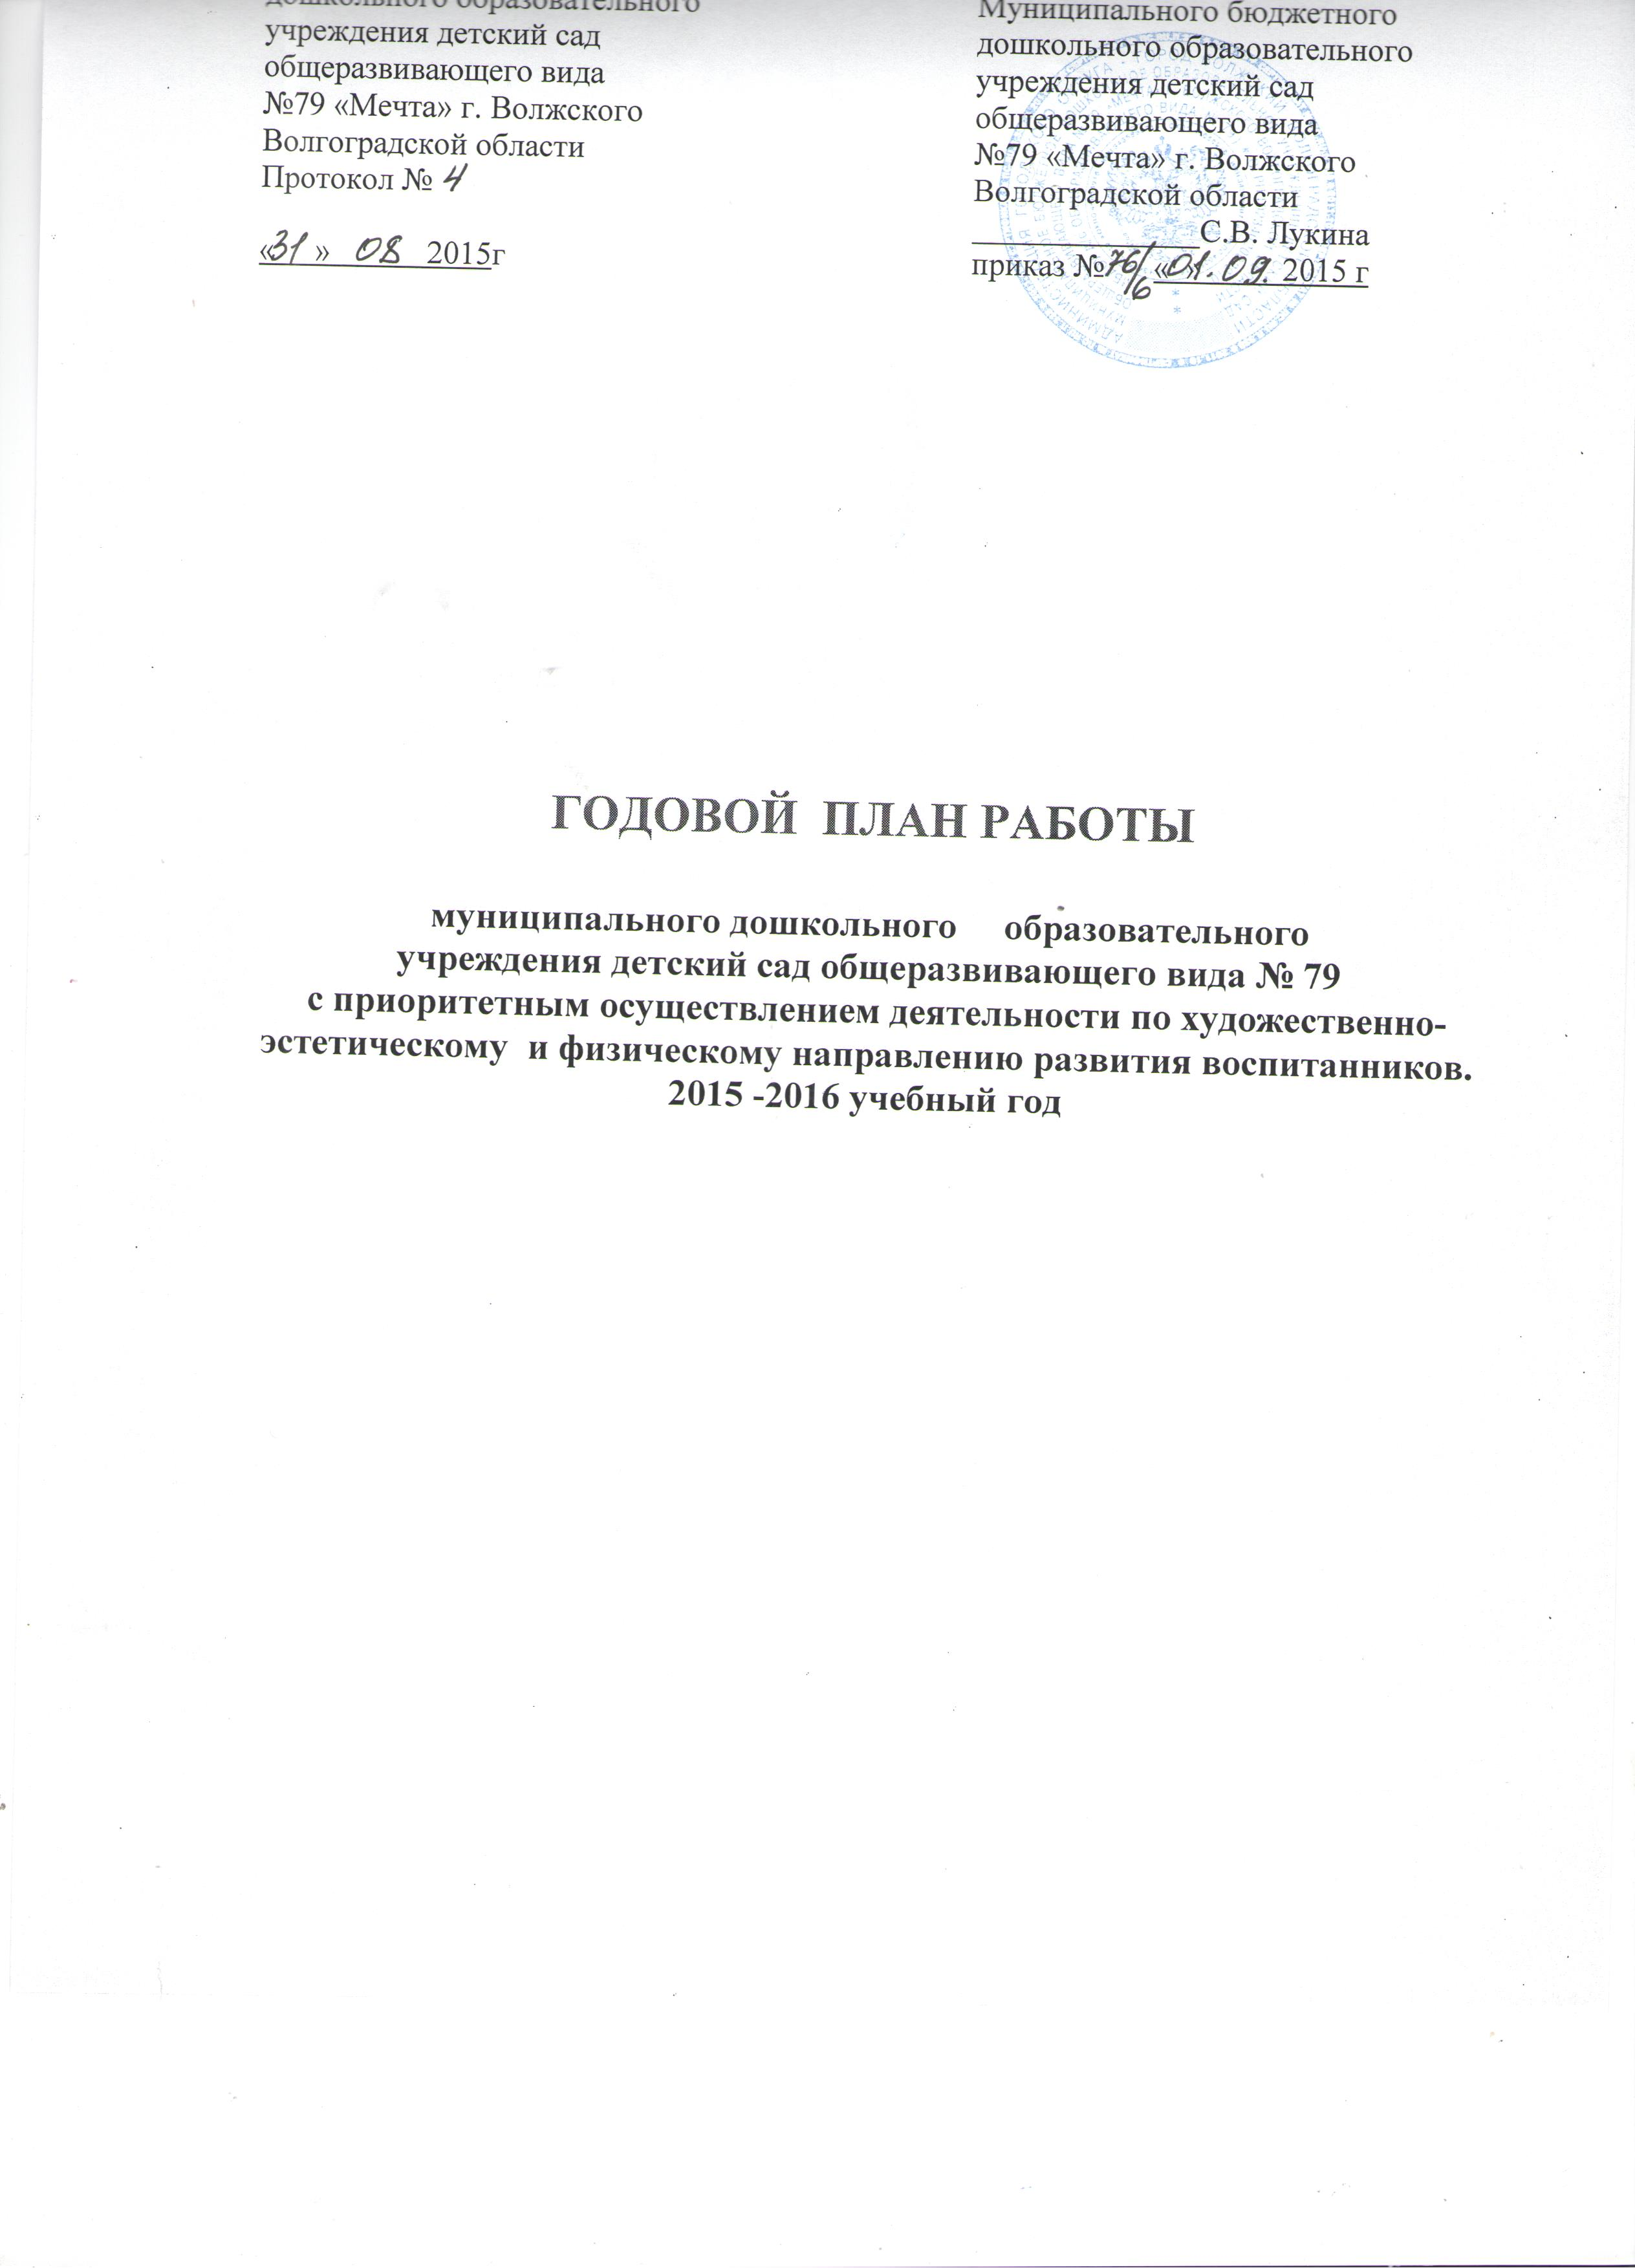 дошкольного образовательного
учреждения детский сад
общеразвивающего вида
№79 «Мечта» г. Волжского
Волгоградской области
Протокол № 4
«31 » 08 2015г
Муниципального бюджетного
дошкольного образовательного
учреждения детский сад
общеразвивающего вида
№79 «Мечта» г. Волжского
Волгоградской области
______________С.В. Лукина
приказ №76/6 «01.09. 2015 г
ГОДОВОЙ ПЛАН РАБОТЫ
муниципального дошкольного образовательного
учреждения детский сад общеразвивающего вида № 79
с приоритетным осуществлением деятельности по художественно-
эстетическому и физическому направлению развития воспитанников.
2015 -2016 учебный год